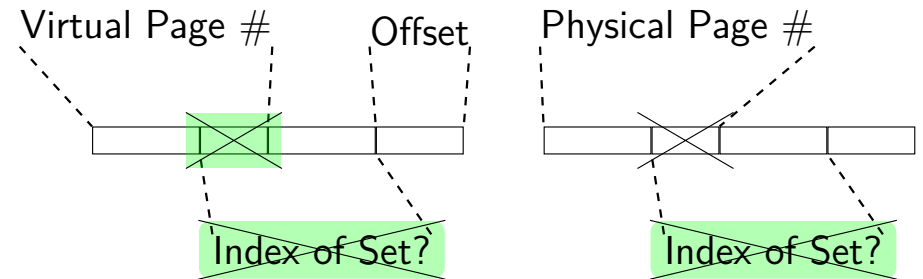 Virtual Page # Offset Physical Page #
Index of Set? Index of Set?